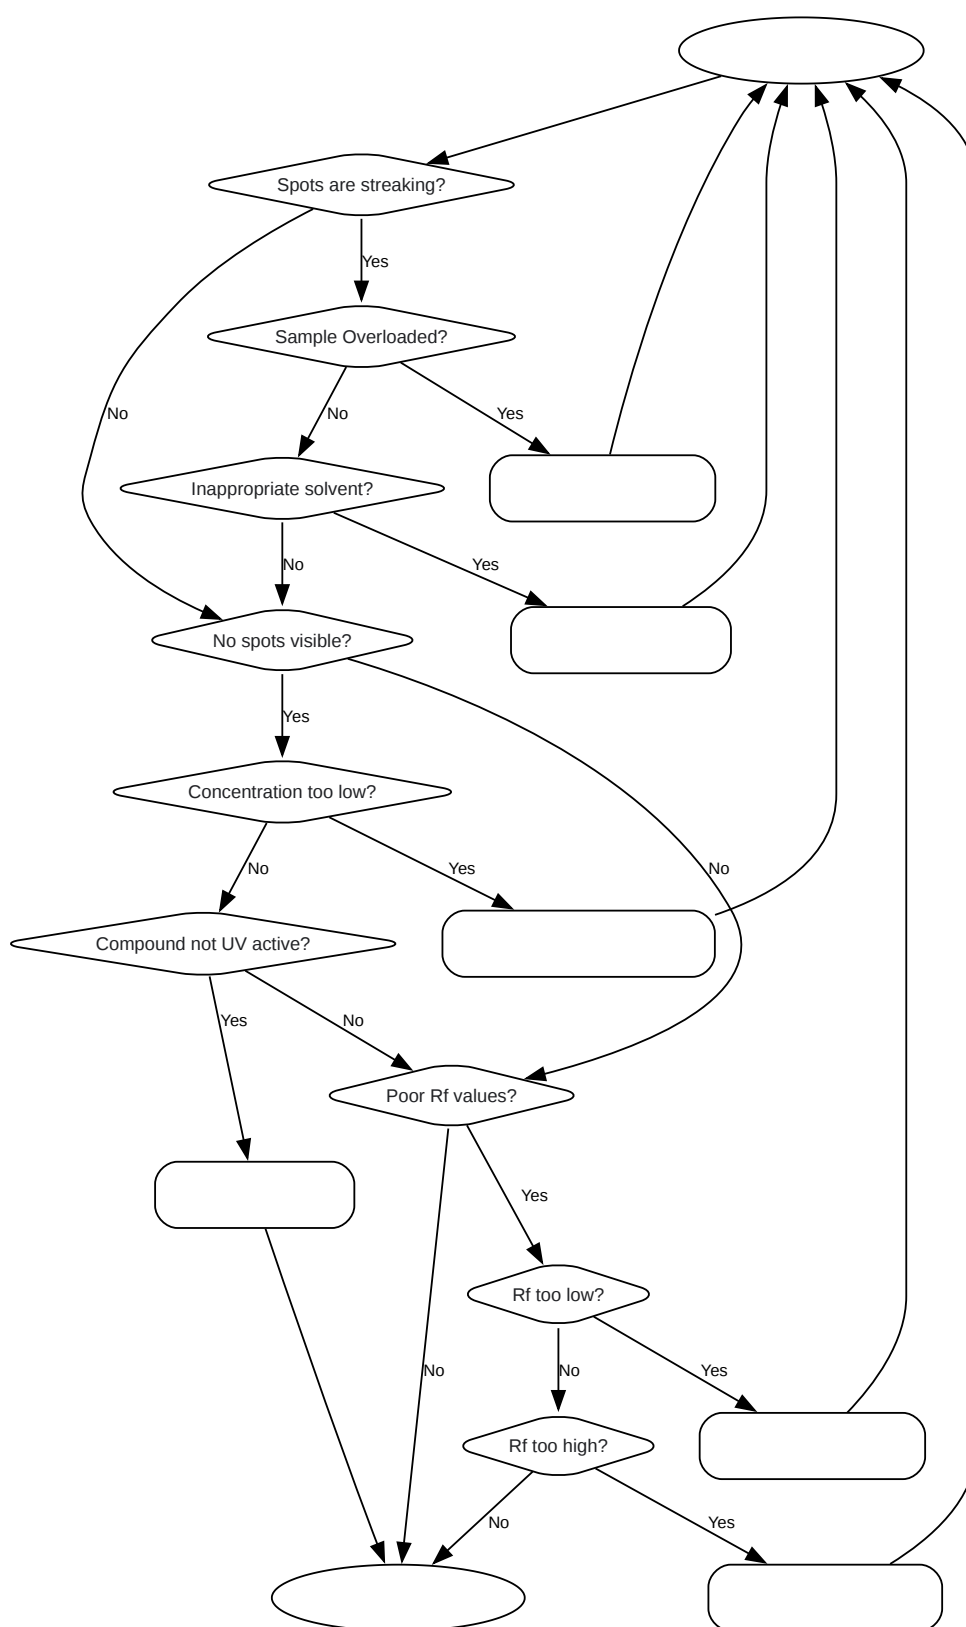 Spots are streaking?
Yes
Sample Overloaded?
No
No
Yes
Inappropriate solvent?
No
Yes
No spots visible?
Yes
Concentration too low?
No
Yes
No
Compound not UV active?
Yes
No
Poor Rf values?
Yes
Rf too low?
No
No
Yes
Rf too high?
No
Yes